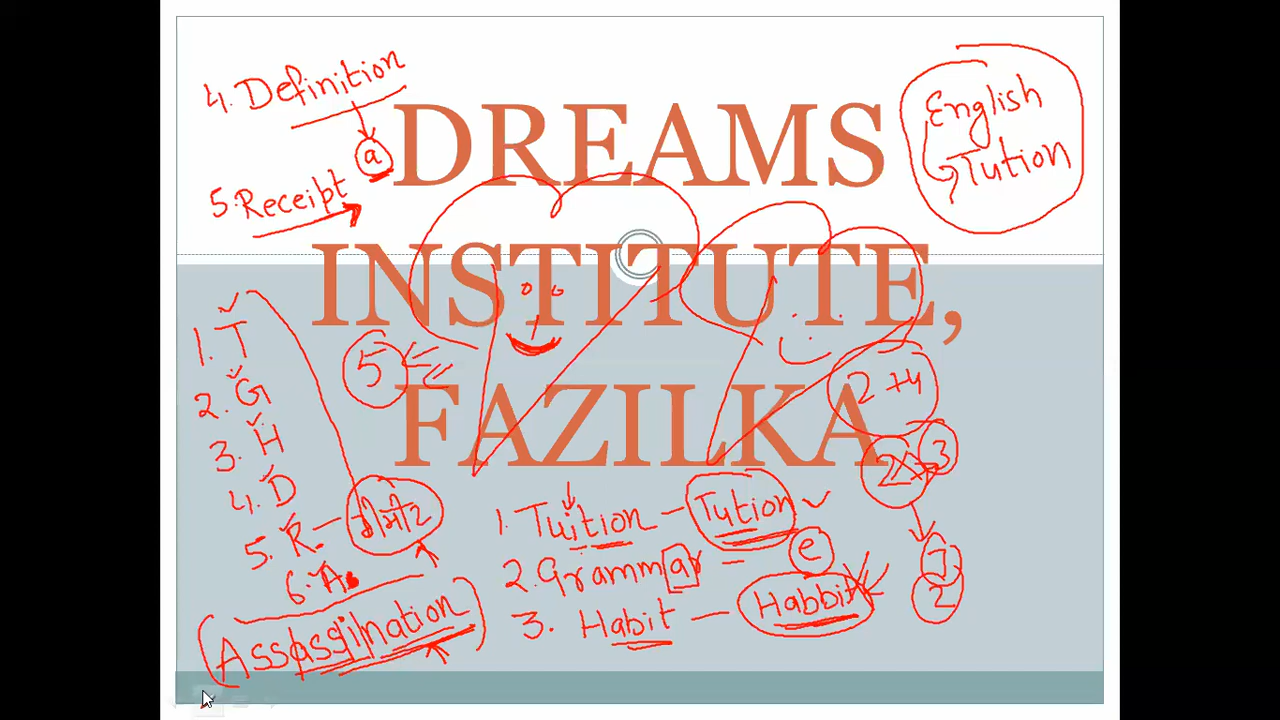 4. Definition
a
5. Receipt
English
Tution
DREAMS
INSTITUTE,
FAZILKA
1. T
2. G
3. H
4. D
5. R -
6. A
5
2 + 4
3
1. Tuition - Tution
2. Grammar - e
3. Habit - Habbit
2
Assassination